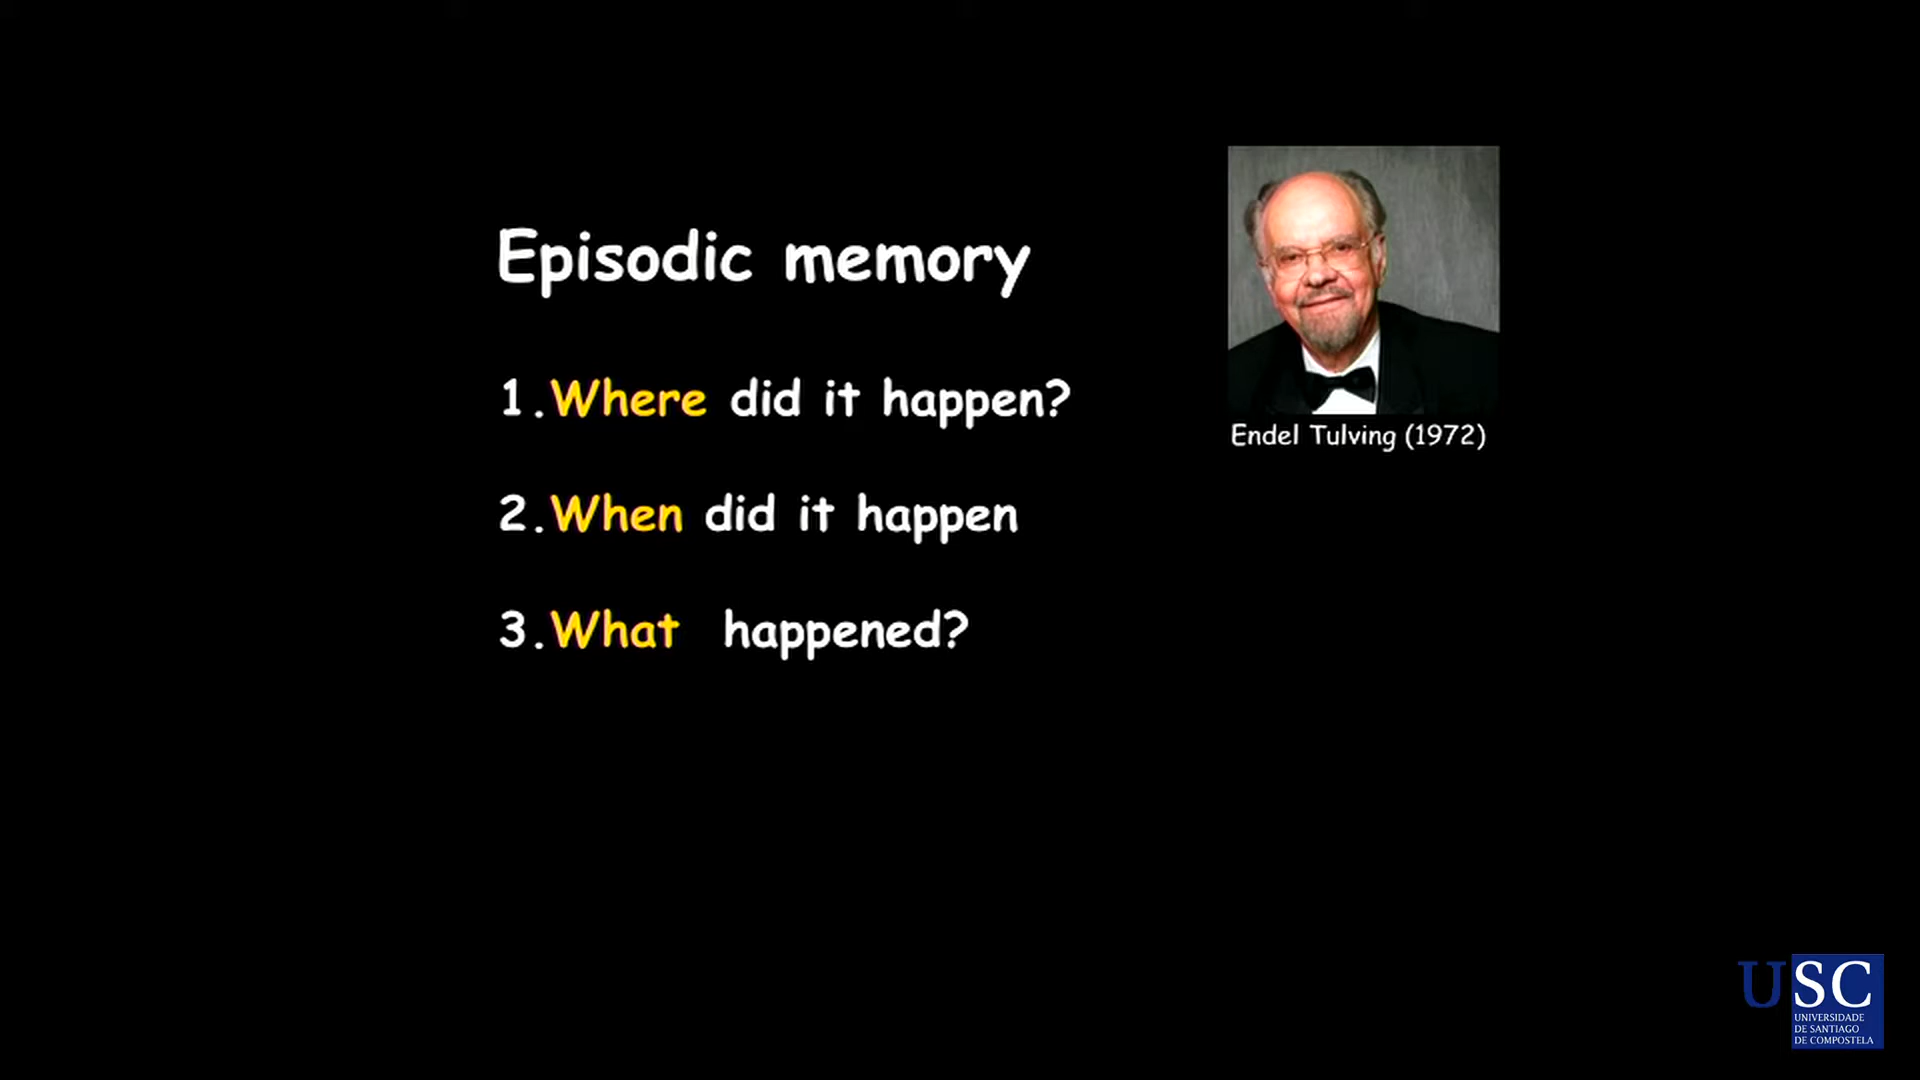 Episodic memory
1.Where did it happen?
2.When did it happen
3.What happened?
Endel Tulving (1972)
USC
UNIVERSIDADE
DE SANTIAGO
DE COMPOSTELA